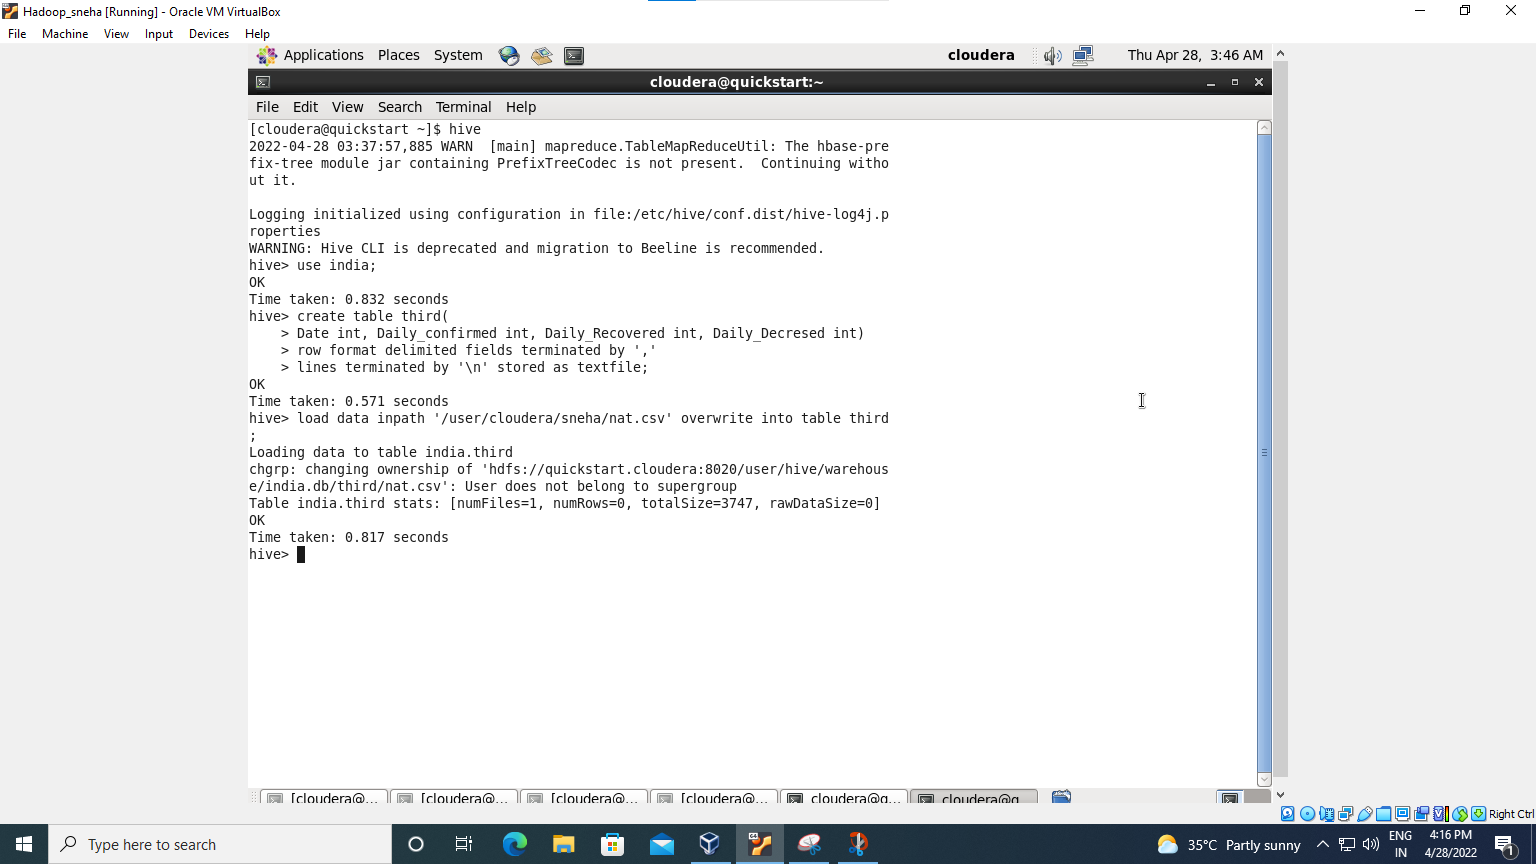 Hadoop_sneha [Running] - Oracle VM VirtualBox
File Machine View Input Devices Help
Applications Places System cloudera Thu Apr 28, 3:46 AM
cloudera@quickstart:~
File Edit View Search Terminal Help
[cloudera@quickstart ~]$ hive
2022-04-28 03:37:57,885 WARN  [main] mapreduce.TableMapReduceUtil: The hbase-pre
fix-tree module jar containing PrefixTreeCodec is not present.  Continuing witho
ut it.
Logging initialized using configuration in file:/etc/hive/conf.dist/hive-log4j.p
roperties
WARNING: Hive CLI is deprecated and migration to Beeline is recommended.
hive> use india;
OK
Time taken: 0.832 seconds
hive> create table third(
    > Date int, Daily_confirmed int, Daily_Recovered int, Daily_Decresed int)
    > row format delimited fields terminated by ','
    > lines terminated by '\n' stored as textfile;
OK
Time taken: 0.571 seconds
hive> load data inpath '/user/cloudera/sneha/nat.csv' overwrite into table third
;
Loading data to table india.third
chgrp: changing ownership of 'hdfs://quickstart.cloudera:8020/user/hive/warehous
e/india.db/third/nat.csv': User does not belong to supergroup
Table india.third stats: [numFiles=1, numRows=0, totalSize=3747, rawDataSize=0]
OK
Time taken: 0.817 seconds
hive>
[cloudera@... [cloudera@... [cloudera@... [cloudera@... cloudera@q... cloudera@q...
Right Ctrl
Type here to search
35°C Partly sunny
ENG
IN
4:16 PM
4/28/2022
1